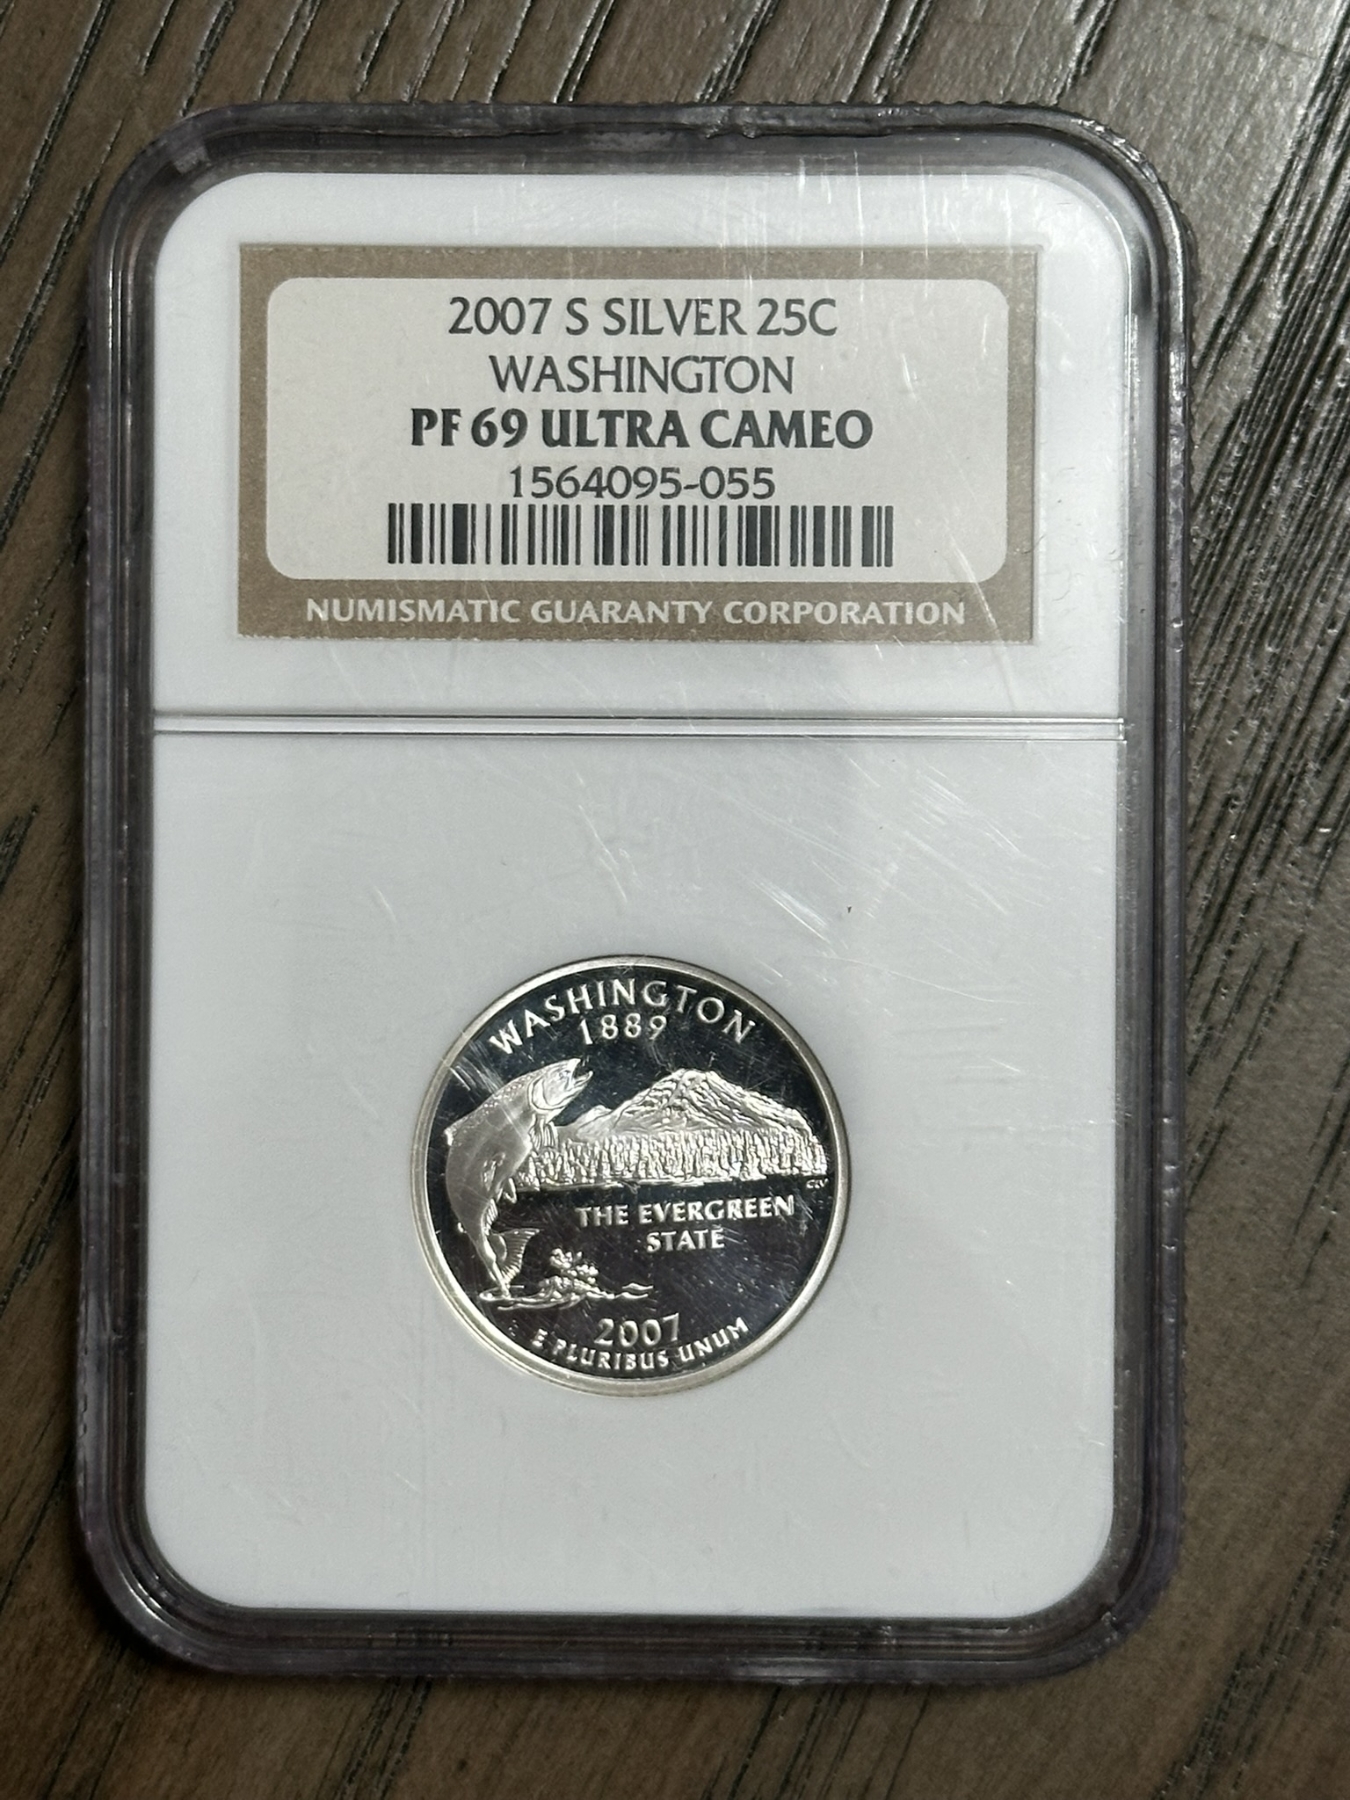 2007 S SILVER 25C
WASHINGTON
PF 69 ULTRA CAMEO
1564095-055
NUMISMATIC GUARANTY CORPORATION
WASHINGTON
1889
CLV
THE EVERGREEN
STATE
2007
E PLURIBUS UNUM